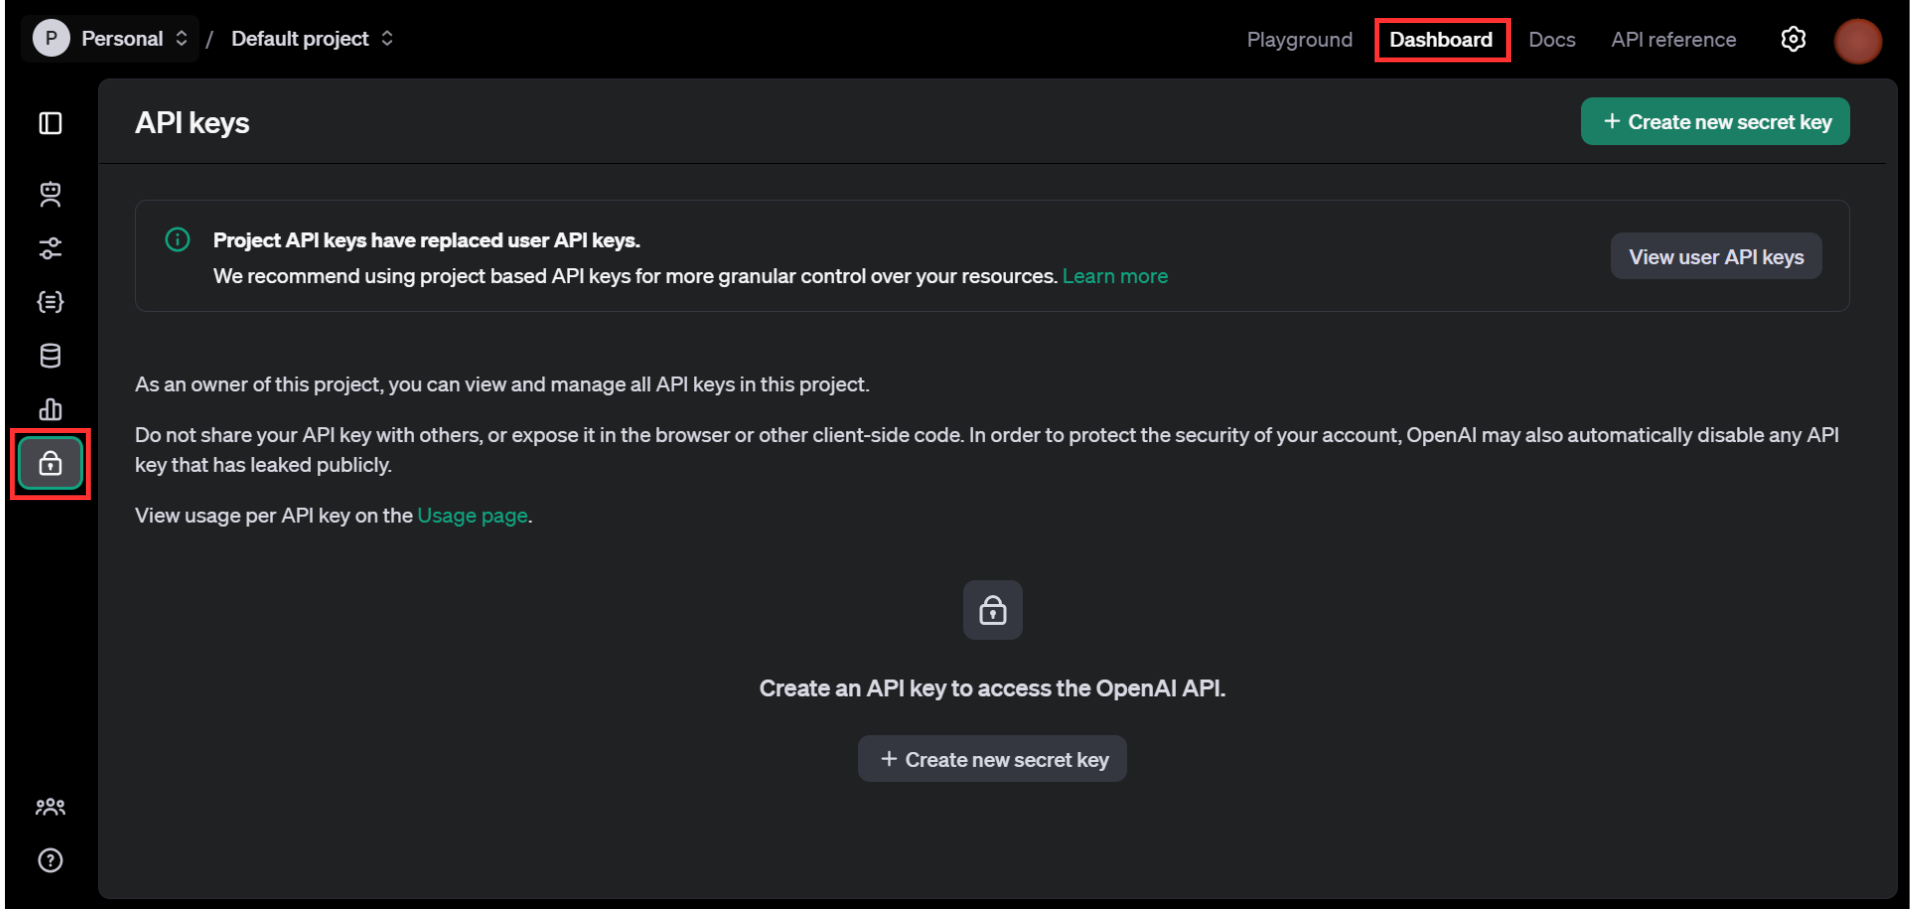 P Personal / Default project
Playground Dashboard Docs API reference
API keys
+ Create new secret key
Project API keys have replaced user API keys.
We recommend using project based API keys for more granular control over your resources. Learn more
View user API keys
As an owner of this project, you can view and manage all API keys in this project.
Do not share your API key with others, or expose it in the browser or other client-side code. In order to protect the security of your account, OpenAI may also automatically disable any API
key that has leaked publicly.
View usage per API key on the Usage page.
Create an API key to access the OpenAI API.
+ Create new secret key